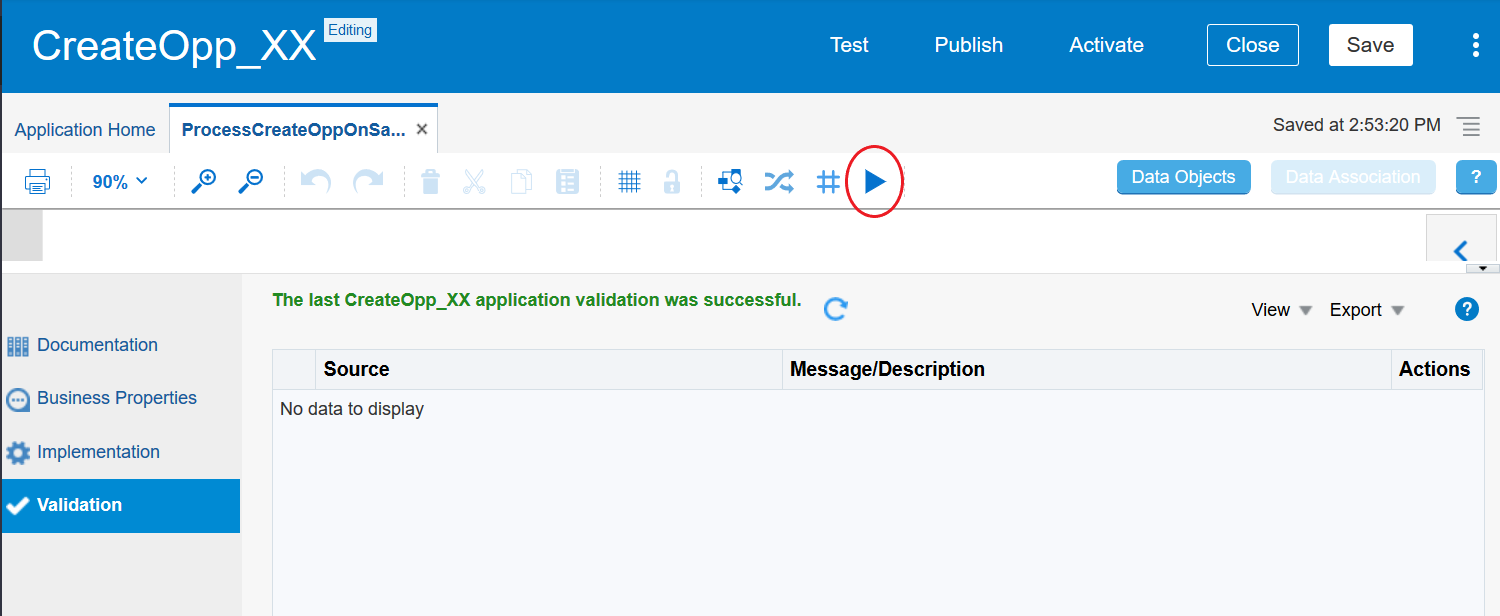 CreateOpp_XX Editing
Test Publish Activate Close Save
Application Home ProcessCreateOppOnSa... ×
Saved at 2:53:20 PM
90%
Data Objects Data Association ?
The last CreateOpp_XX application validation was successful.
View Export ?
Documentation
Business Properties
Implementation
Validation
Source Message/Description Actions
No data to display